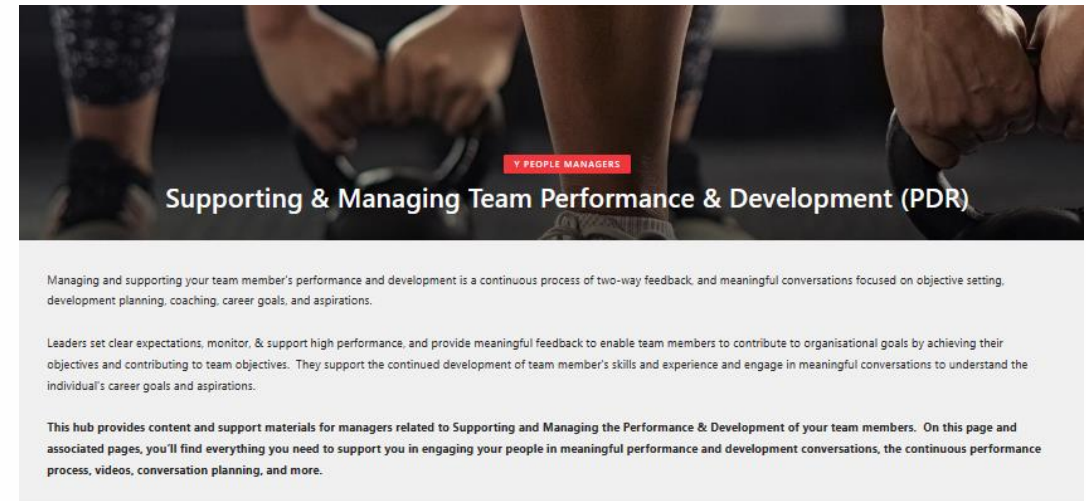 Y PEOPLE MANAGERS
Supporting & Managing Team Performance & Development (PDR)
Managing and supporting your team member's performance and development is a continuous process of two-way feedback, and meaningful conversations focused on objective setting,
development planning, coaching, career goals, and aspirations.
Leaders set clear expectations, monitor, & support high performance, and provide meaningful feedback to enable team members to contribute to organisational goals by achieving their
objectives and contributing to team objectives.  They support the continued development of team member's skills and experience and engage in meaningful conversations to understand the
individual's career goals and aspirations.
This hub provides content and support materials for managers related to Supporting and Managing the Performance & Development of your team members.  On this page and
associated pages, you'll find everything you need to support you in engaging your people in meaningful performance and development conversations, the continuous performance
process, videos, conversation planning, and more.